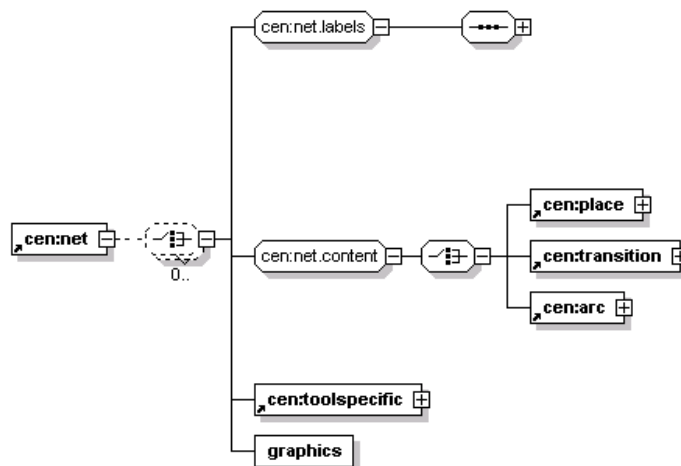 cen:net.labels
cen:place
cen:net
0..
cen:net.content
cen:transition
cen:arc
cen:toolspecific
graphics